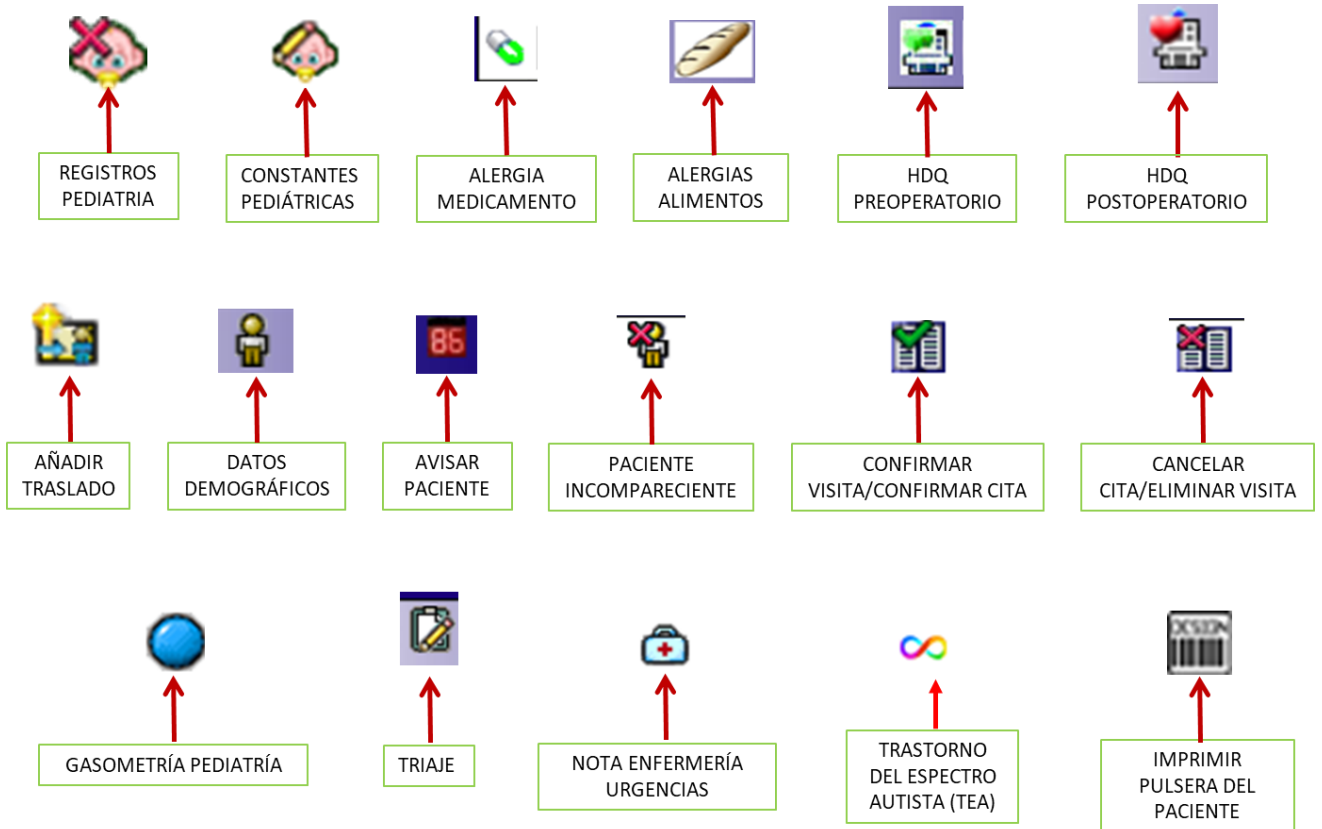 REGISTROS
PEDIATRIA
CONSTANTES
PEDIÁTRICAS
ALERGIA
MEDICAMENTO
ALERGIAS
ALIMENTOS
HDQ
PREOPERATORIO
HDQ
POSTOPERATORIO
86
AÑADIR
TRASLADO
DATOS
DEMOGRÁFICOS
AVISAR
PACIENTE
PACIENTE
INCOMPARECIENTE
CONFIRMAR
VISITA/CONFIRMAR CITA
CANCELAR
CITA/ELIMINAR VISITA
DESIGN
GASOMETRÍA PEDIATRÍA
TRIAJE
NOTA ENFERMERÍA
URGENCIAS
TRASTORNO
DEL ESPECTRO
AUTISTA (TEA)
IMPRIMIR
PULSERA DEL
PACIENTE